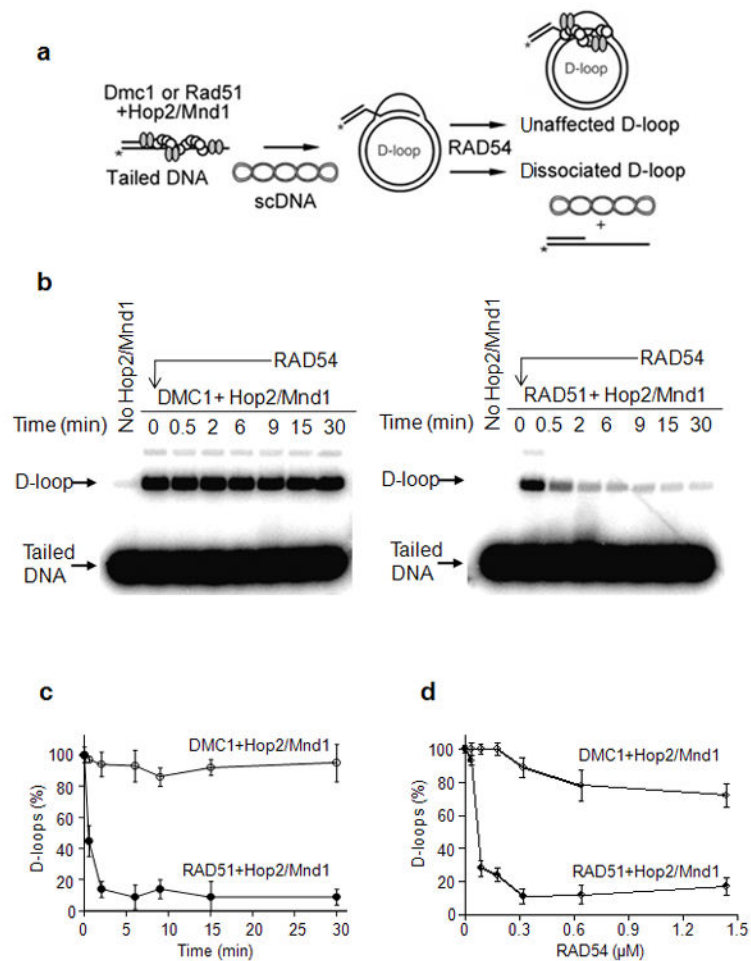 a
Dmc1 or Rad51
+Hop2/Mnd1
*
Tailed DNA
scDNA
*
D-loop
RAD54
*
D-loop
Unaffected D-loop
Dissociated D-loop
+
*
b
No Hop2/Mnd1
RAD54
DMC1+ Hop2/Mnd1
Time (min) 0 0.5 2 6 9 15 30
D-loop
Tailed
DNA
No Hop2/Mnd1
RAD54
RAD51+ Hop2/Mnd1
Time (min) 0 0.5 2 6 9 15 30
D-loop
Tailed
DNA
c
D-loops (%)
100
80
60
40
20
0
DMC1+Hop2/Mnd1
RAD51+Hop2/Mnd1
0 5 10 15 20 25 30
Time (min)
d
D-loops (%)
100
80
60
40
20
0
DMC1+Hop2/Mnd1
RAD51+Hop2/Mnd1
0 0.3 0.6 0.9 1.2 1.5
RAD54 (µM)